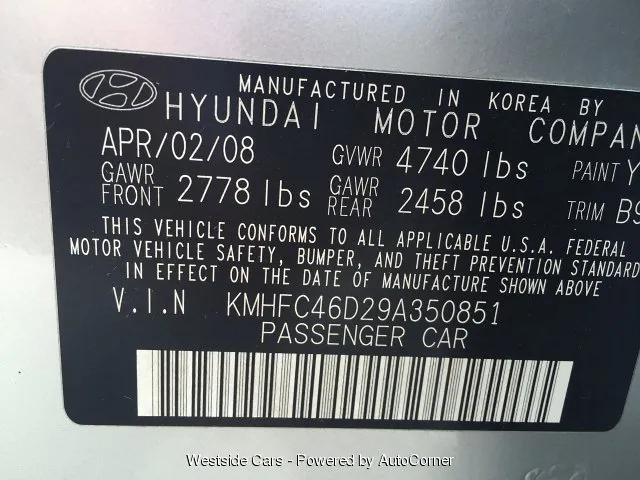 MANUFACTURED IN KOREA BY
HYUNDAI MOTOR COMPAN
APR/02/08 GVWR 4740 lbs PAINT Y
GAWR FRONT 2778 lbs GAWR REAR 2458 lbs TRIM B9
THIS VEHICLE CONFORMS TO ALL APPLICABLE U.S.A. FEDERAL
MOTOR VEHICLE SAFETY, BUMPER, AND THEFT PREVENTION STANDARD
IN EFFECT ON THE DATE OF MANUFACTURE SHOWN ABOVE
V.I.N KMHFC46D29A350851
PASSENGER CAR
Westside Cars - Powered by AutoCorner